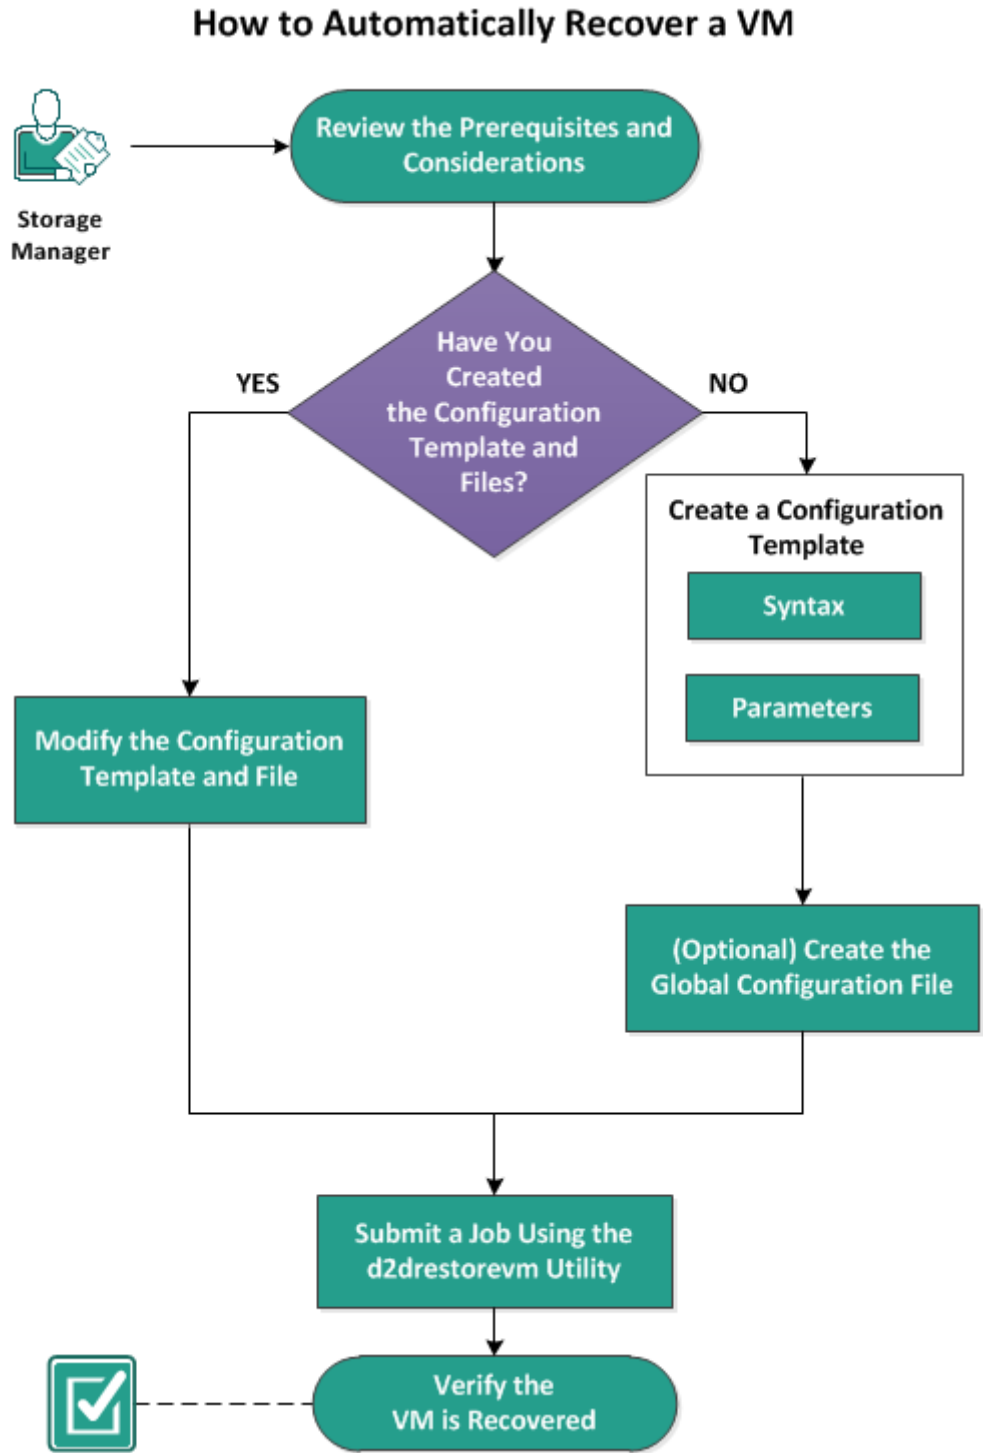 How to Automatically Recover a VM
Storage
Manager
Review the Prerequisites and
Considerations
Have You
Created
the Configuration
Template and
Files?
YES
NO
Create a Configuration
Template
Syntax
Parameters
Modify the Configuration
Template and File
(Optional) Create the
Global Configuration File
Submit a Job Using the
d2drestorevm Utility
Verify the
VM is Recovered